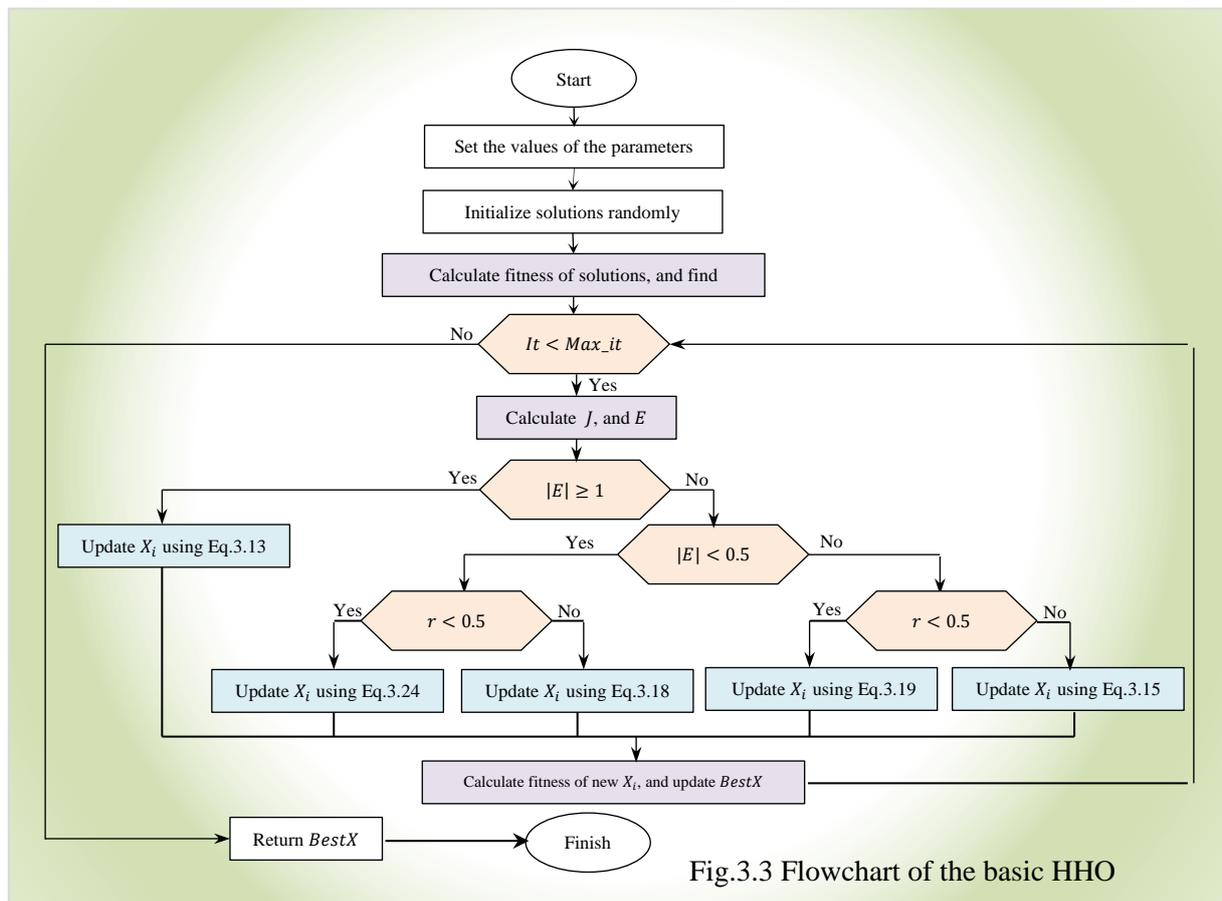 Start
Set the values of the parameters
Initialize solutions randomly
Calculate fitness of solutions, and find
No
It < Max_it
Yes
Calculate J, and E
Yes
|E| ≥ 1
No
Update X_i using Eq.3.13
Yes
|E| < 0.5
No
Yes
r < 0.5
No
Yes
r < 0.5
No
Update X_i using Eq.3.24
Update X_i using Eq.3.18
Update X_i using Eq.3.19
Update X_i using Eq.3.15
Calculate fitness of new X_i, and update BestX
Return BestX
Finish
Fig.3.3 Flowchart of the basic HHO